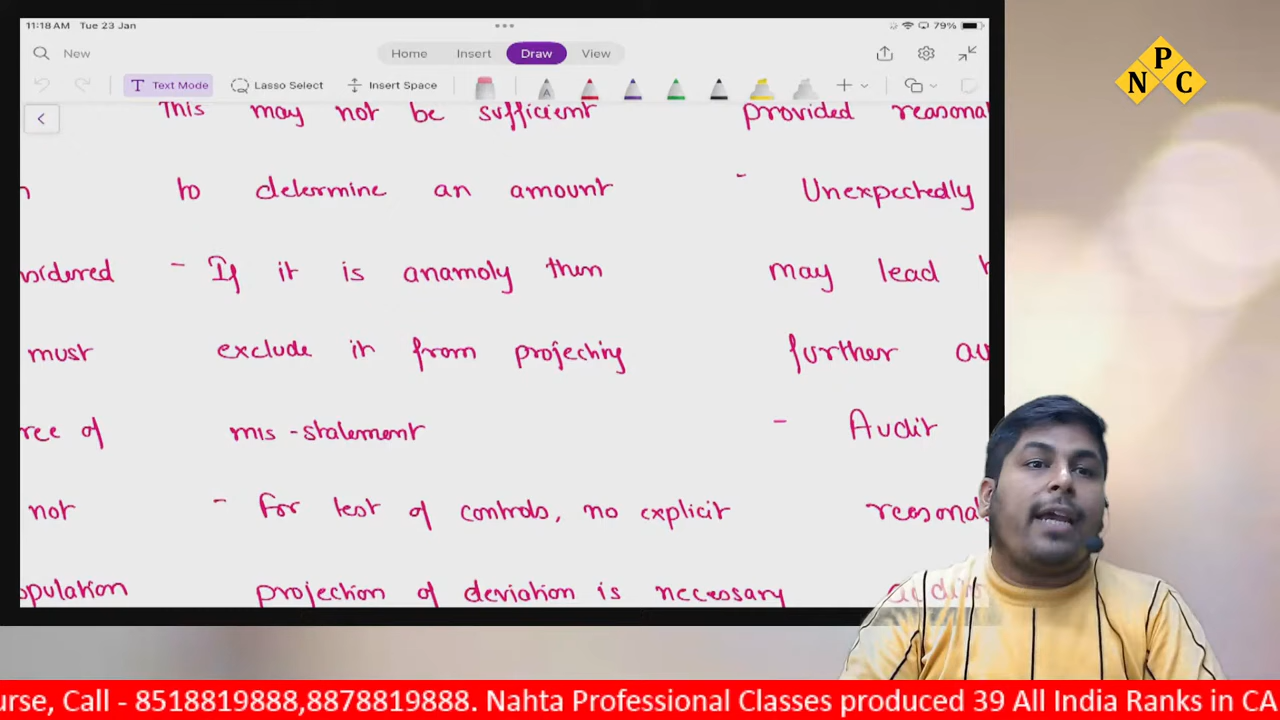 11:18 AM Tue 23 Jan
79%
New
Home Insert Draw View
Text Mode Lasso Select Insert Space
This may not be sufficient
to determine an amount
- If it is anamoly then
exclude it from projecting
mis-statement
- For test of controls, no explicit
projection of deviation is necessary
must
ree of
not
opulation
provided reasonal
- Unexpectedly
may lead
further au
- Audit
reasona
audi
N P C
urse, Call - 8518819888,8878819888. Nahta Professional Classes produced 39 All India Ranks in CA